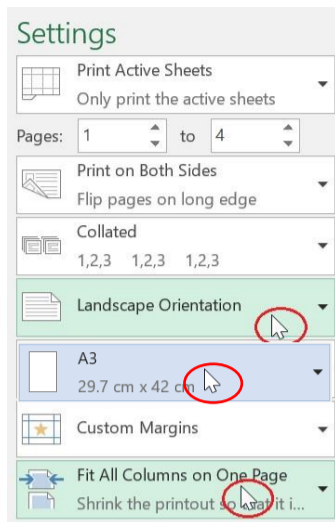 Settings
Print Active Sheets
Only print the active sheets
Pages: 1 to 4
Print on Both Sides
Flip pages on long edge
Collated
1,2,3 1,2,3 1,2,3
Landscape Orientation
A3
29.7 cm x 42 cm
Custom Margins
Fit All Columns on One Page
Shrink the printout so that it i...